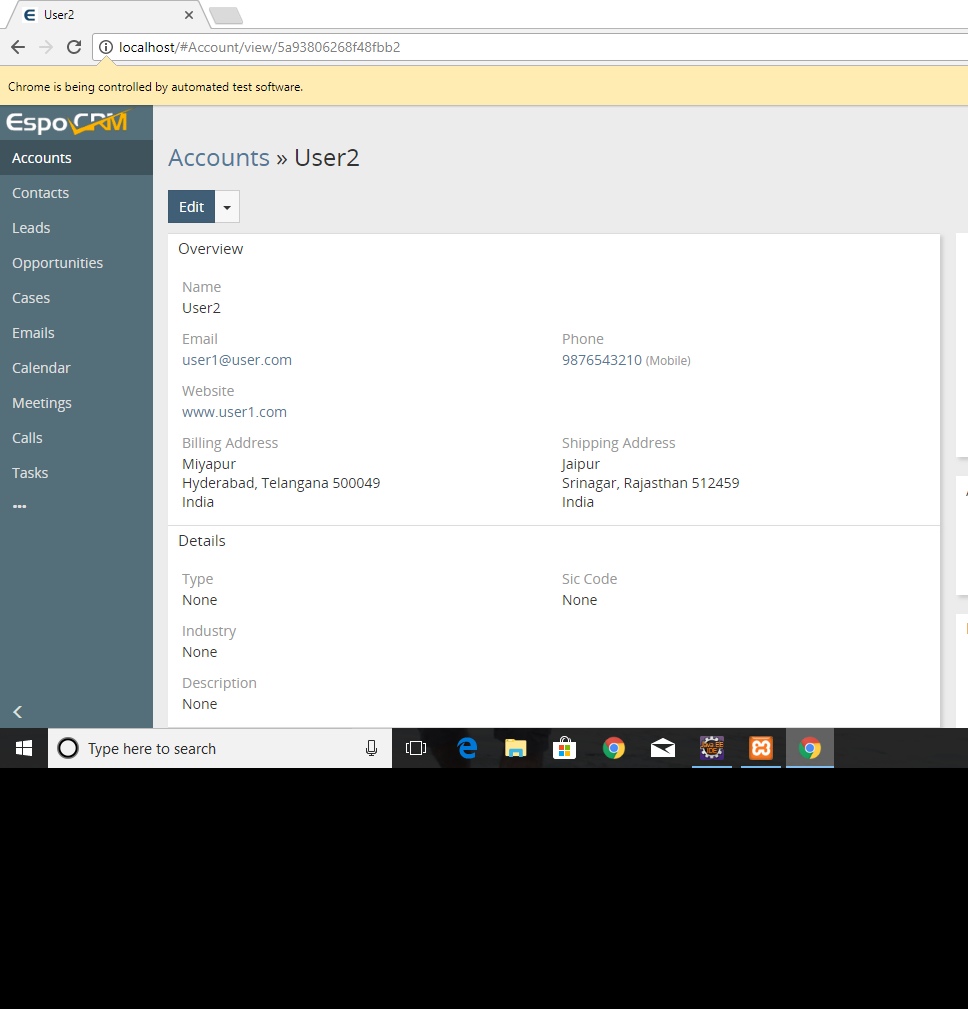 User2
localhost/#Account/view/5a93806268f48fbb2
Chrome is being controlled by automated test software.
EspoCRM
Accounts
Contacts
Leads
Opportunities
Cases
Emails
Calendar
Meetings
Calls
Tasks
Accounts » User2
Edit
Overview
Name
User2
Email
user1@user.com
Phone
9876543210 (Mobile)
Website
www.user1.com
Billing Address
Miyapur
Hyderabad, Telangana 500049
India
Shipping Address
Jaipur
Srinagar, Rajasthan 512459
India
Details
Type
None
Sic Code
None
Industry
None
Description
None
Type here to search
Java EE
IDE